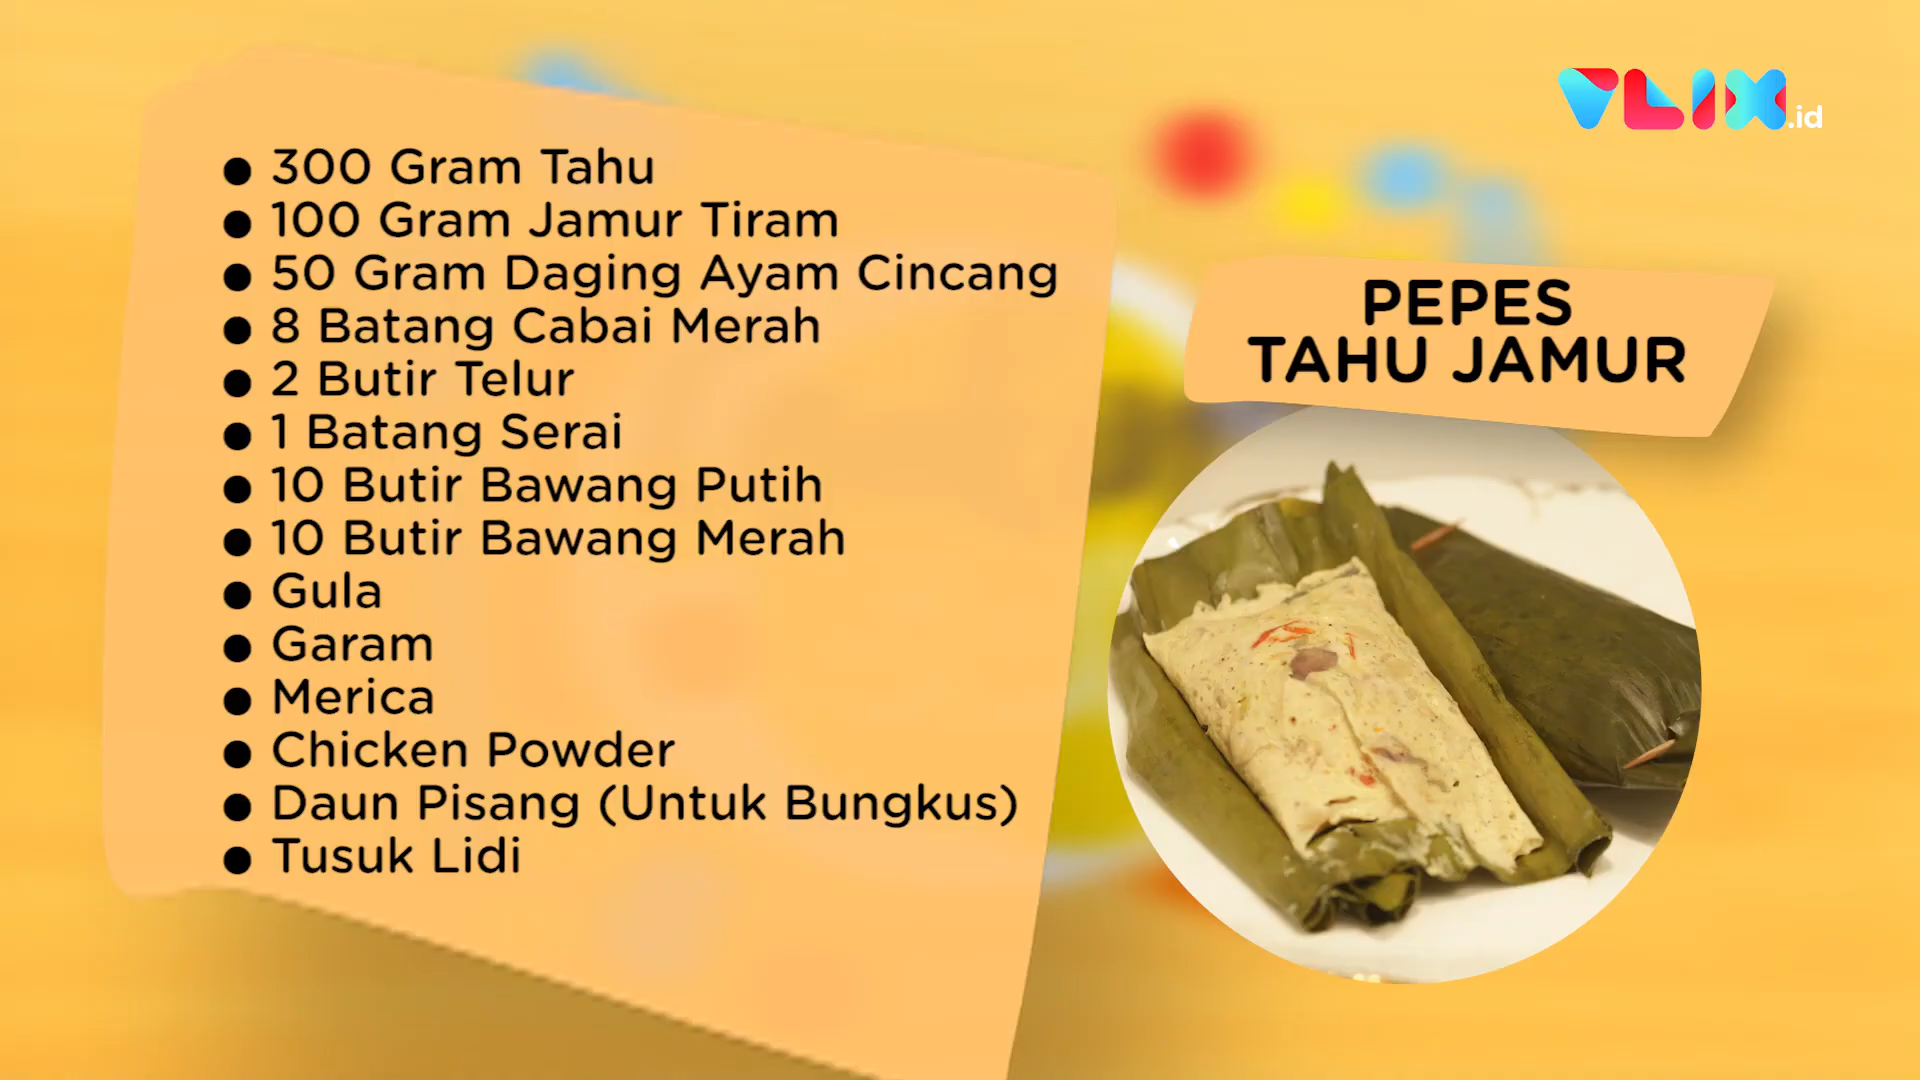 VLIX.id
• 300 Gram Tahu
• 100 Gram Jamur Tiram
• 50 Gram Daging Ayam Cincang
• 8 Batang Cabai Merah
• 2 Butir Telur
• 1 Batang Serai
• 10 Butir Bawang Putih
• 10 Butir Bawang Merah
• Gula
• Garam
• Merica
• Chicken Powder
• Daun Pisang (Untuk Bungkus)
• Tusuk Lidi
PEPES
TAHU JAMUR